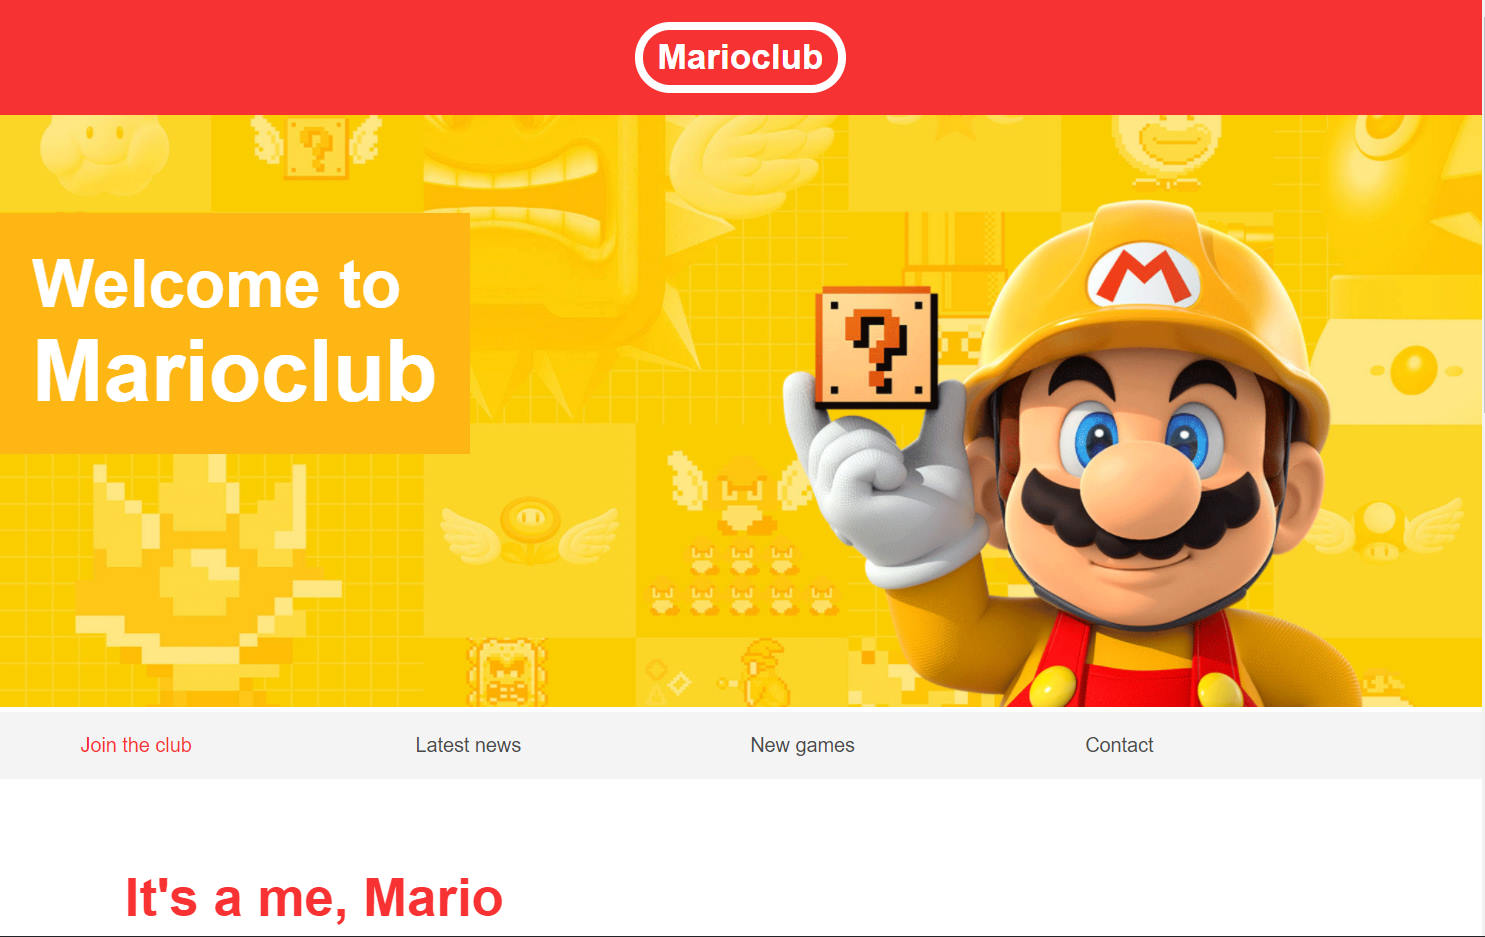 Marioclub
Welcome to
Marioclub
?
M
Join the club
Latest news
New games
Contact
It's a me, Mario